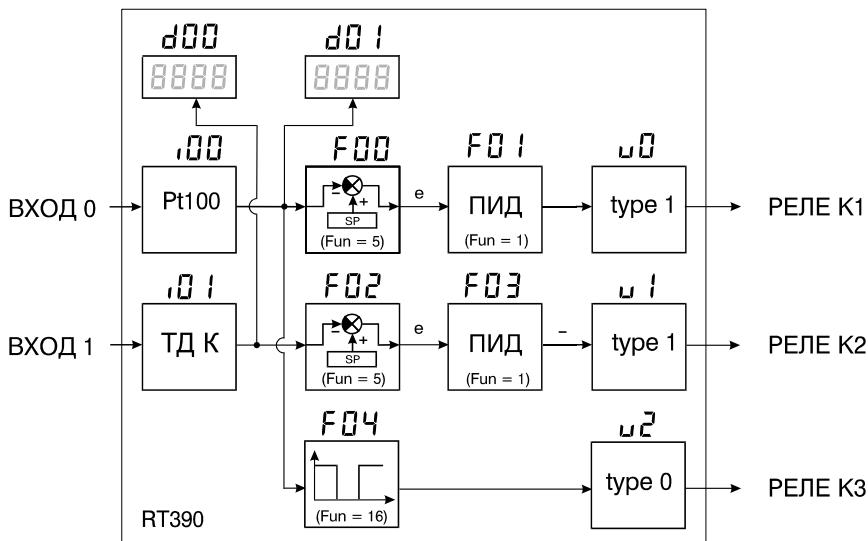 d00 d01
8888 8888
i00 F00 F01 u0
ВХОД 0 Pt100 – + SP (Fun = 5) e ПИД (Fun = 1) type 1 РЕЛЕ К1
i01 F02 F03 u1
ВХОД 1 ТД К – + SP (Fun = 5) e ПИД (Fun = 1) – type 1 РЕЛЕ К2
F04 u2
(Fun = 16) type 0 РЕЛЕ К3
RT390